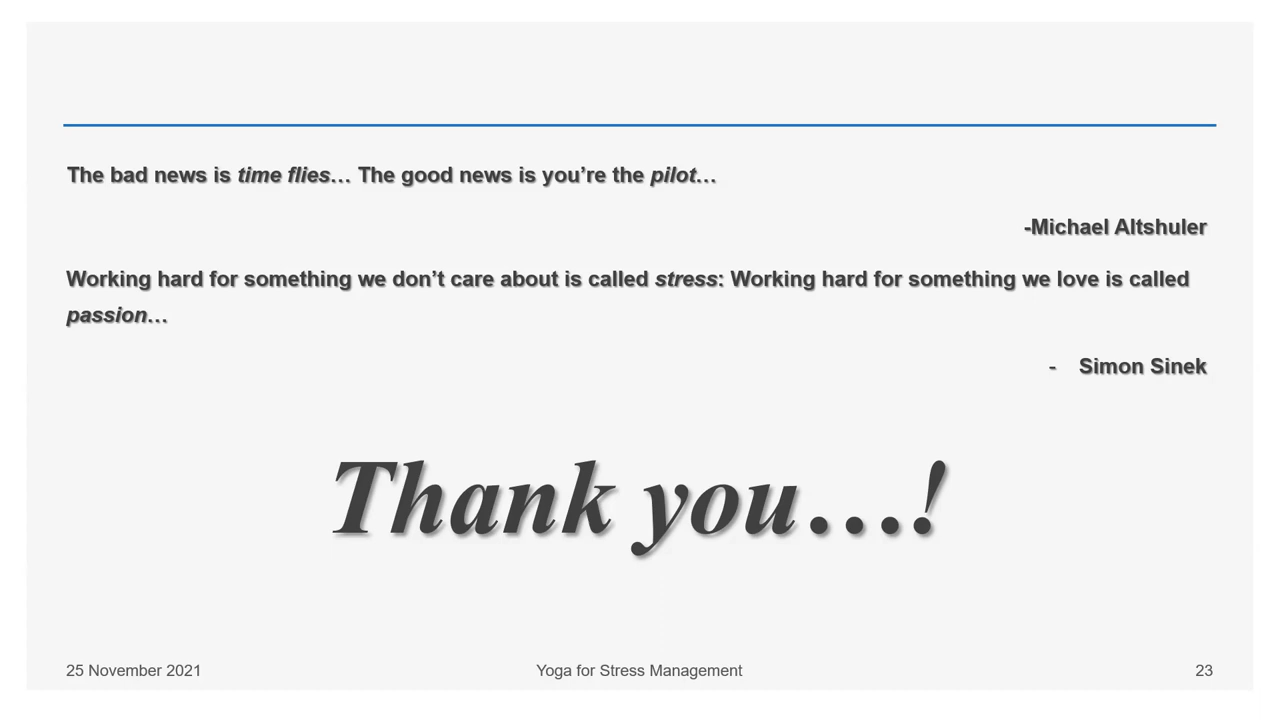 The bad news is time flies… The good news is you’re the pilot…
-Michael Altshuler
Working hard for something we don’t care about is called stress: Working hard for something we love is called
passion…
- Simon Sinek
Thank you…!
25 November 2021
Yoga for Stress Management
23